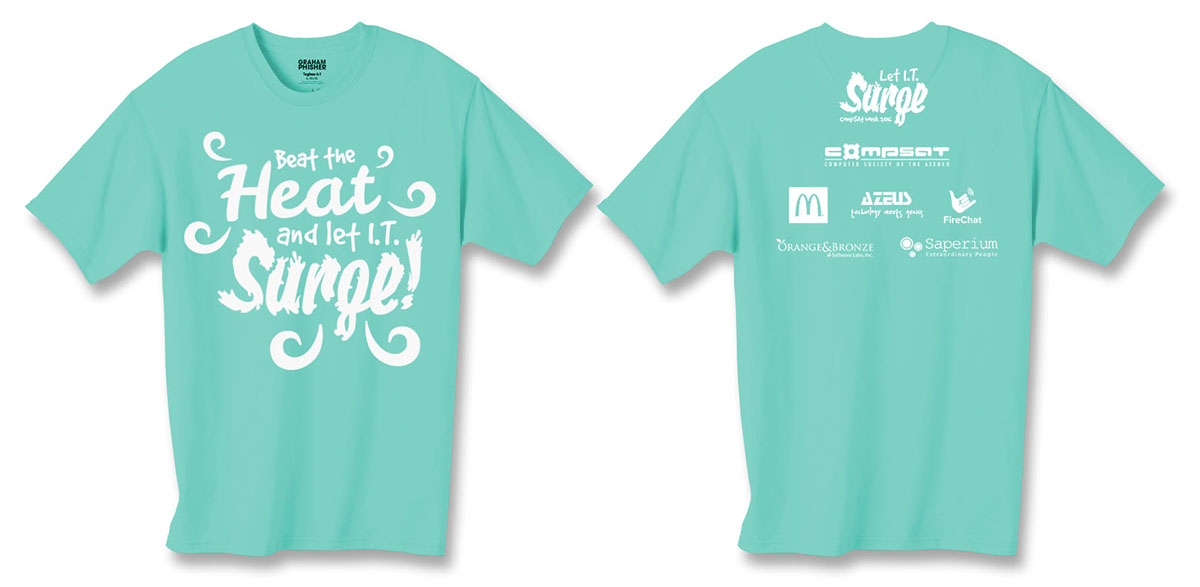 GRAHAM
PHISHER
Beat the
Heat
and let I.T.
Surge!
Let I.T.
Surge
COMPSAT
COMPUTER SOCIETY OF THE ATENEO
AZEUS
technology meets genius
FireChat
ORANGE&BRONZE
Software Labs, Inc.
Saperium
Extraordinary People